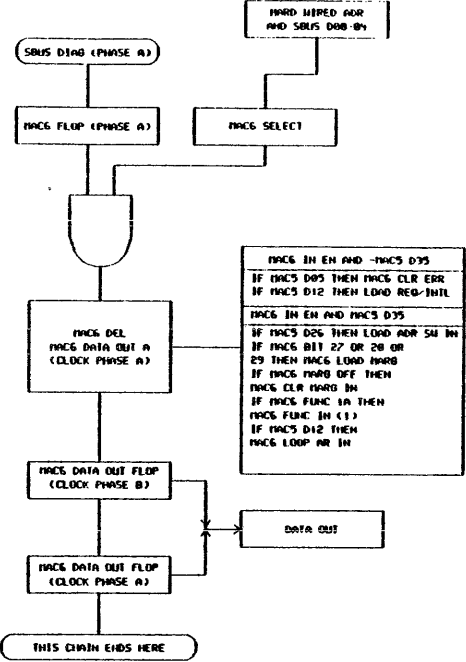 HARD WIRED ADR
AND SBUS D00-04
SBUS DIAG (PHASE A)
MAC6 FLOP (PHASE A)
MAC6 SELECT
MAC6 IN EN AND -MAC5 D35
IF MAC5 D05 THEN MAC6 CLR ERR
IF MAC5 D12 THEN LOAD REQ/INTL
MAC6 IN EN AND MAC5 D35
IF MAC5 D26 THEN LOAD ADR SW IN
IF MAC6 BIT 27 OR 28 OR
29 THEN MAC6 LOAD MARG
IF MAC6 MARG OFF THEN
MAC6 CLR MARG IN
IF MAC6 FUNC 1A THEN
MAC6 FUNC IN (1)
IF MAC5 D12 THEN
MAC6 LOOP AR IN
MAC6 DEL
MAC6 DATA OUT A
(CLOCK PHASE A)
MAC6 DATA OUT FLOP
(CLOCK PHASE B)
DATA OUT
MAC6 DATA OUT FLOP
(CLOCK PHASE A)
THIS CHAIN ENDS HERE